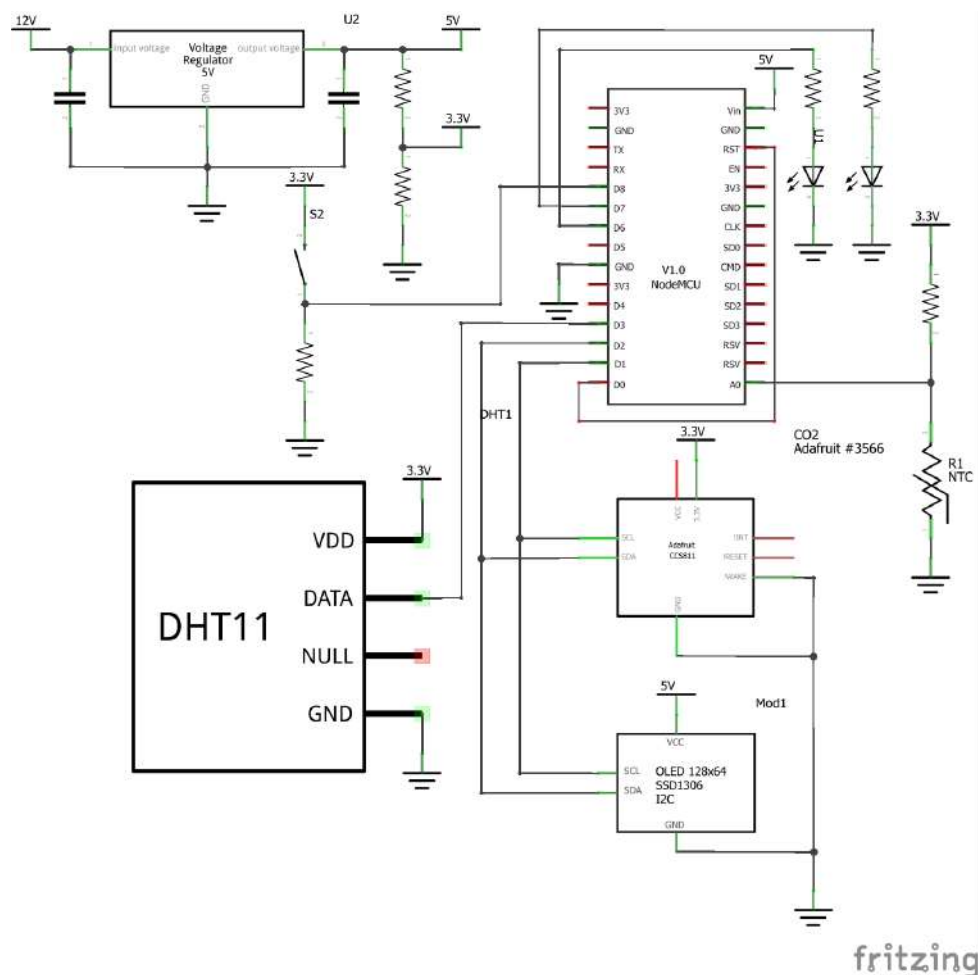 12V
U2
5V
input voltage
Voltage
Regulator
5V
output voltage
GND
3.3V
3.3V
S2
5V
U1
3V3
GND
TX
RX
D8
D7
D6
D5
GND
3V3
D4
D3
D2
D1
D0
V1.0
NodeMCU
Vin
GND
RST
EN
3V3
GND
CLK
SD0
CMD
SD1
SD2
SD3
RSV
RSV
A0
3.3V
R1
NTC
DHT1
CO2
Adafruit #3566
3.3V
VCC
3.3V
SCL
SDA
Adafruit
CCS811
!INT
!RESET
!WAKE
GND
3.3V
DHT11
VDD
DATA
NULL
GND
5V
Mod1
VCC
SCL
SDA
OLED 128x64
SSD1306
I2C
GND
fritzing